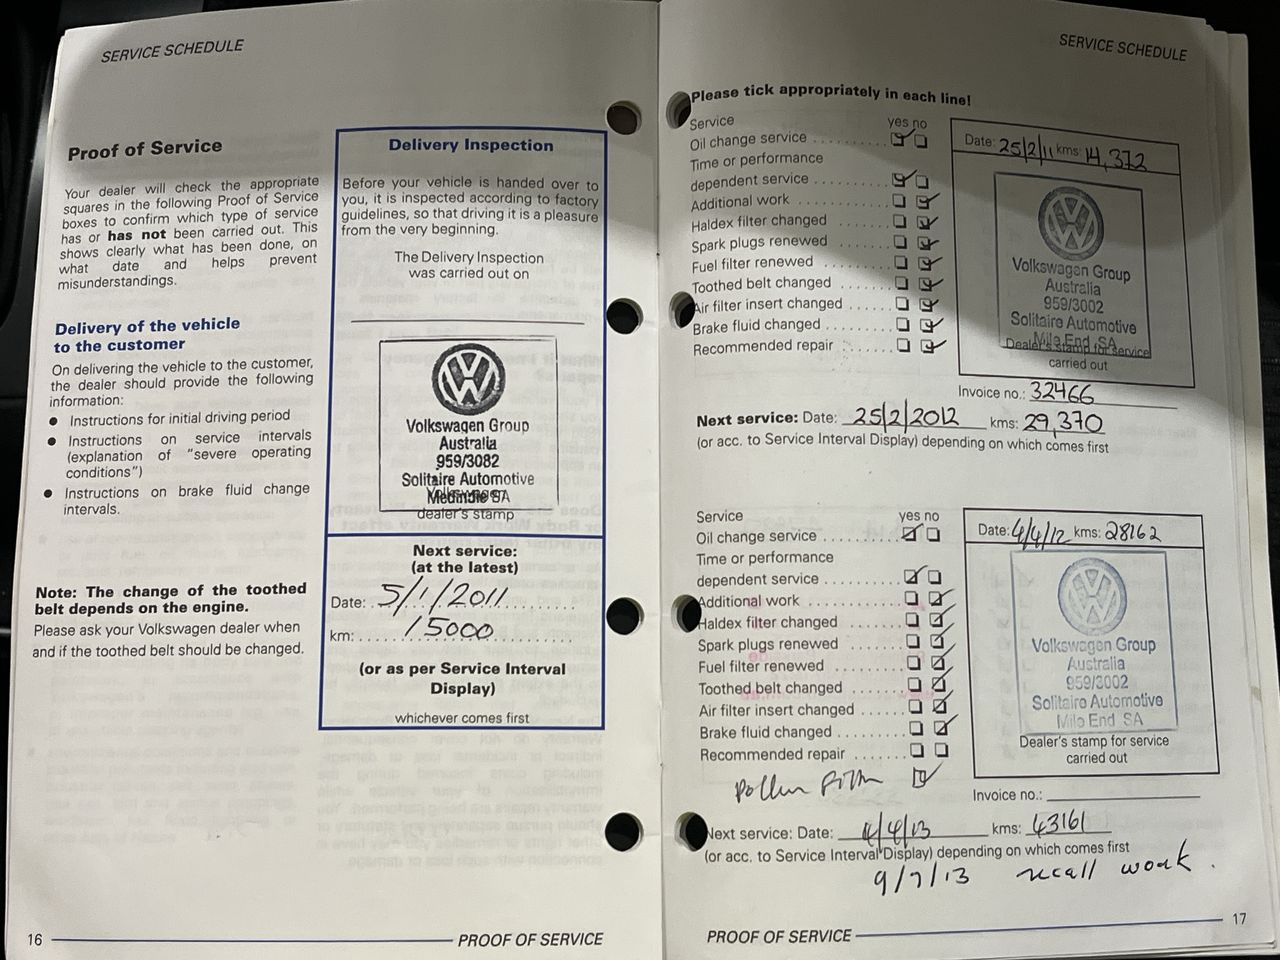 SERVICE SCHEDULE
Proof of Service
Your dealer will check the appropriate
squares in the following Proof of Service
boxes to confirm which type of service
has or has not been carried out. This
shows clearly what has been done, on
what date and helps prevent
misunderstandings.
Delivery of the vehicle
to the customer
On delivering the vehicle to the customer,
the dealer should provide the following
information:
● Instructions for initial driving period
● Instructions on service intervals
(explanation of "severe operating
conditions")
● Instructions on brake fluid change
intervals.
Note: The change of the toothed
belt depends on the engine.
Please ask your Volkswagen dealer when
and if the toothed belt should be changed.
Delivery Inspection
Before your vehicle is handed over to
you, it is inspected according to factory
guidelines, so that driving it is a pleasure
from the very beginning.
The Delivery Inspection
was carried out on
Volkswagen Group
Australia
959/3082
Solitaire Automotive
Medindie SA
Volkswagen
dealer's stamp
Next service:
(at the latest)
Date: 5/1/2011
km: 15000
(or as per Service Interval
Display)
whichever comes first
16 PROOF OF SERVICE
SERVICE SCHEDULE
Please tick appropriately in each line!
Service yes no
Oil change service
Time or performance
dependent service
Additional work
Haldex filter changed
Spark plugs renewed
Fuel filter renewed
Toothed belt changed
Air filter insert changed
Brake fluid changed
Recommended repair
Date: 25/2/11 kms: 14,372
Volkswagen Group
Australia
959/3002
Solitaire Automotive
Mile End SA
Dealer's stamp for service
carried out
Invoice no.: 32466
Next service: Date: 25/2/2012 kms: 29,370
(or acc. to Service Interval Display) depending on which comes first
Service yes no
Oil change service
Time or performance
dependent service
Additional work
Haldex filter changed
Spark plugs renewed
Fuel filter renewed
Toothed belt changed
Air filter insert changed
Brake fluid changed
Recommended repair
Pollen
Date: 4/4/12 kms: 28162
Volkswagen Group
Australia
959/3002
Solitaire Automotive
Mile End SA
Dealer's stamp for service
carried out
Invoice no.:
Next service: Date: 4/4/13 kms: 43161
(or acc. to Service Interval Display) depending on which comes first
9/7/13 recall work.
PROOF OF SERVICE 17